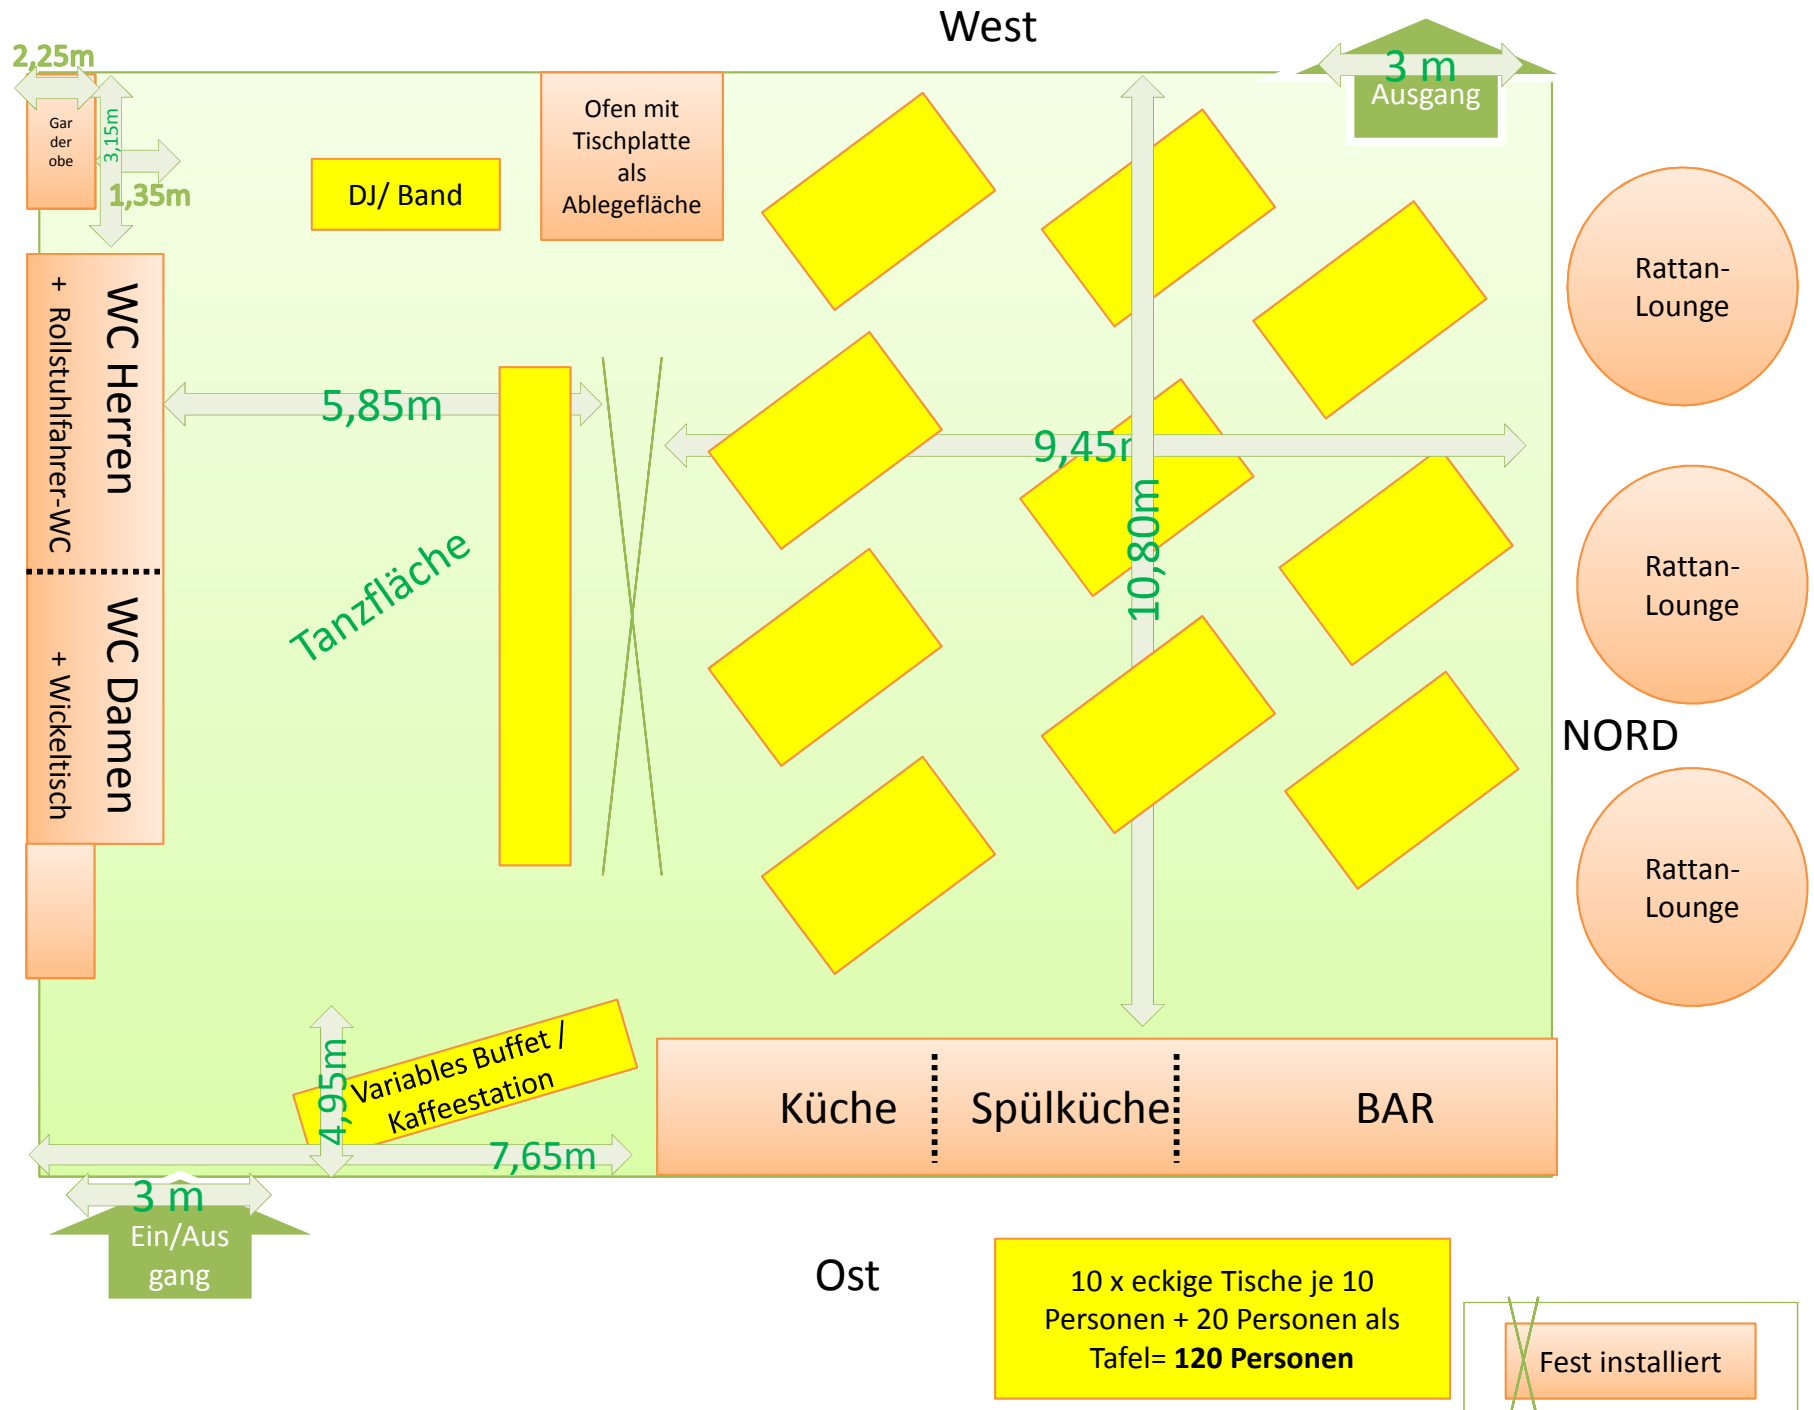 West
2,25m
3 m
Ausgang
Gar
der
obe
3,15m
1,35m
DJ/ Band
Ofen mit
Tischplatte
als
Ablegefläche
Rattan-
Lounge
WC Herren
+ Rollstuhlfahrer-WC
5,85m
9,45m
10,80m
Rattan-
Lounge
Tanzfläche
WC Damen
+ Wickeltisch
NORD
Rattan-
Lounge
Variables Buffet /
Kaffeestation
4,95m
7,65m
Küche
Spülküche
BAR
3 m
Ein/Aus
gang
Ost
10 x eckige Tische je 10
Personen + 20 Personen als
Tafel= 120 Personen
Fest installiert